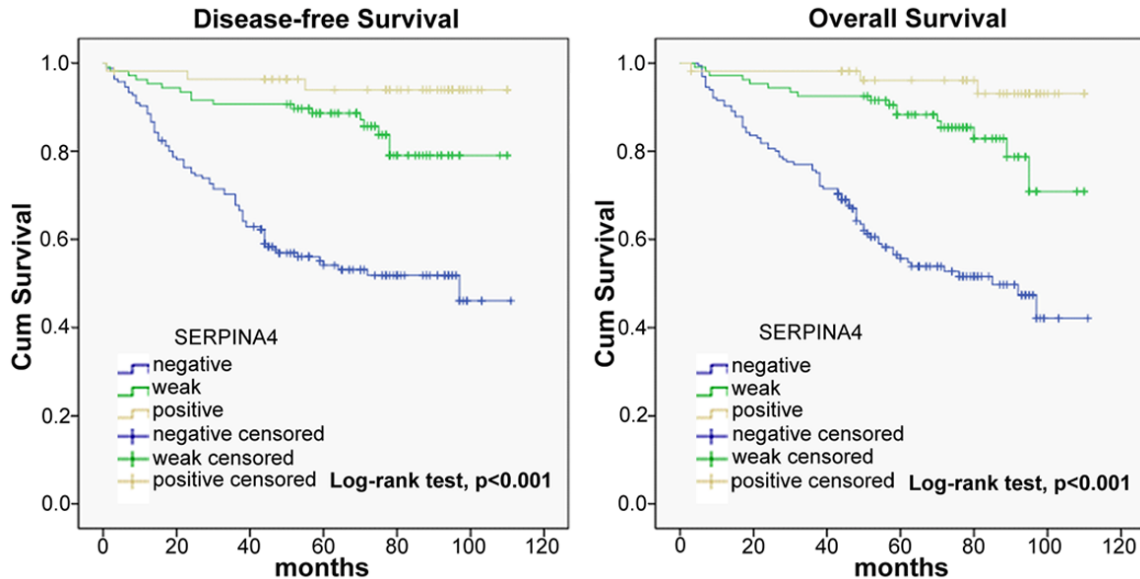 Disease-free Survival
Cum Survival
1.0
0.8
0.6
0.4
0.2
0.0
SERPINA4
negative
weak
positive
negative censored
weak censored
positive censored
Log-rank test, p<0.001
0 20 40 60 80 100 120
months
Overall Survival
Cum Survival
1.0
0.8
0.6
0.4
0.2
0.0
SERPINA4
negative
weak
positive
negative censored
weak censored
positive censored
Log-rank test, p<0.001
0 20 40 60 80 100 120
months